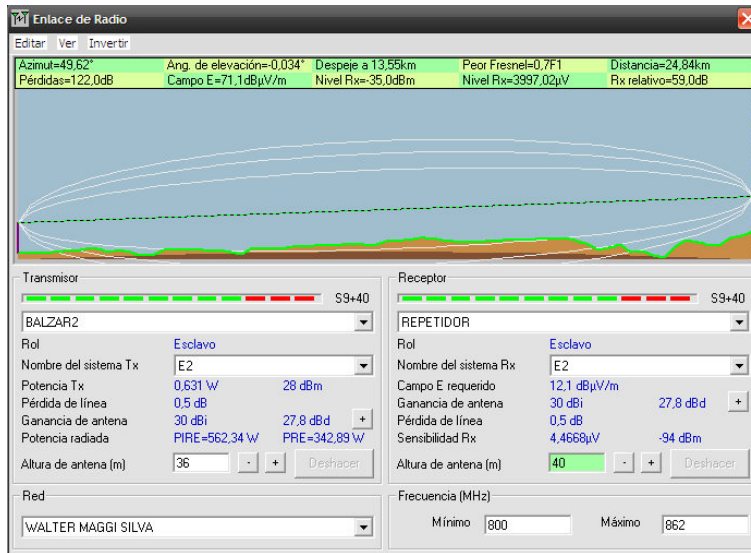 Enlace de Radio
Editar Ver Invertir
Azimut=49,62° Ang. de elevación=-0,034° Despeje a 13,55km Peor Fresnel=0,7F1 Distancia=24,84km
Pérdidas=122,0dB Campo E=71,1dBµV/m Nivel Rx=-35,0dBm Nivel Rx=3997,02µV Rx relativo=59,0dB
Transmisor
S9+40
BALZAR2
Rol Esclavo
Nombre del sistema Tx E2
Potencia Tx 0,631 W 28 dBm
Pérdida de línea 0,5 dB
Ganancia de antena 30 dBi 27,8 dBd +
Potencia radiada PIRE=562,34 W PRE=342,89 W
Altura de antena (m) 36 - + Deshacer
Red
WALTER MAGGI SILVA
Receptor
S9+40
REPETIDOR
Rol Esclavo
Nombre del sistema Rx E2
Campo E requerido 12,1 dBµV/m
Ganancia de antena 30 dBi 27,8 dBd +
Pérdida de línea 0,5 dB
Sensibilidad Rx 4,4668µV -94 dBm
Altura de antena (m) 40 - + Deshacer
Frecuencia (MHz)
Mínimo 800 Máximo 862